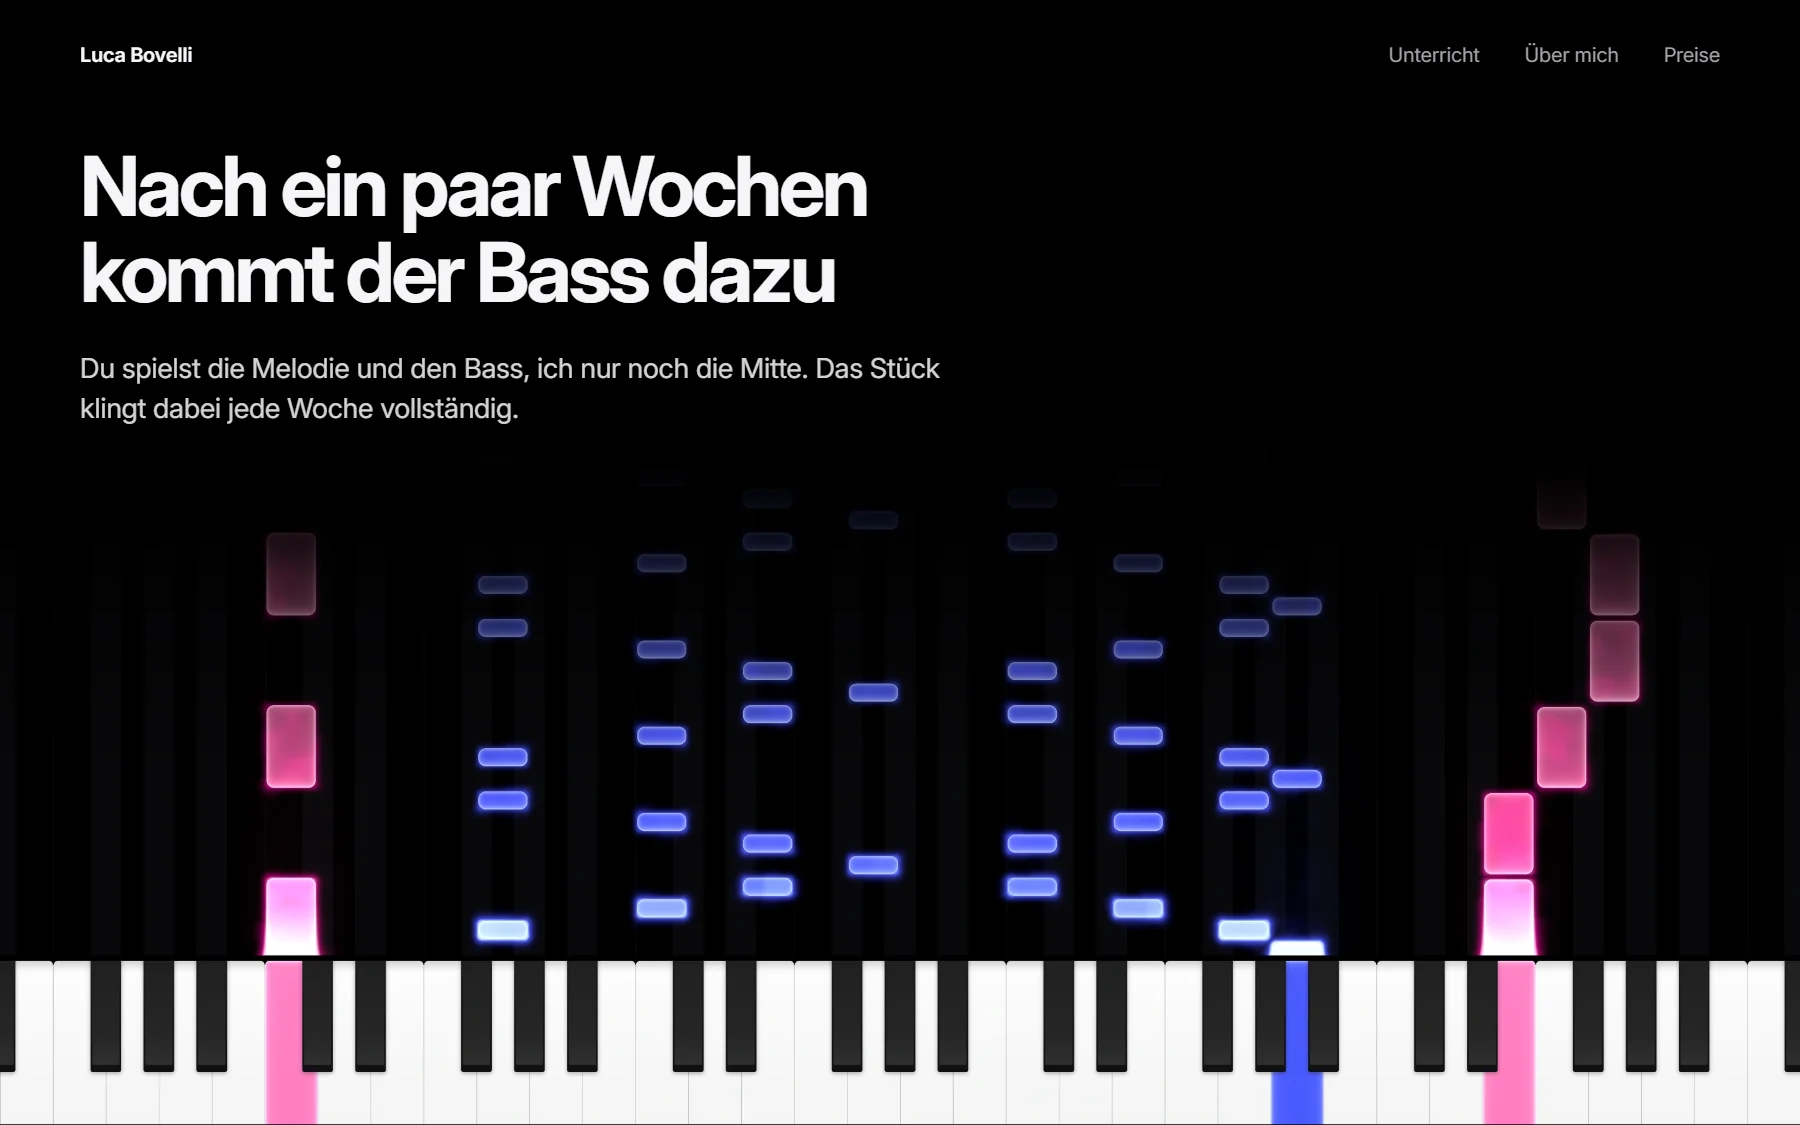 Luca Bovelli
Unterricht
Über mich
Preise
Nach ein paar Wochen
kommt der Bass dazu
Du spielst die Melodie und den Bass, ich nur noch die Mitte. Das Stück
klingt dabei jede Woche vollständig.